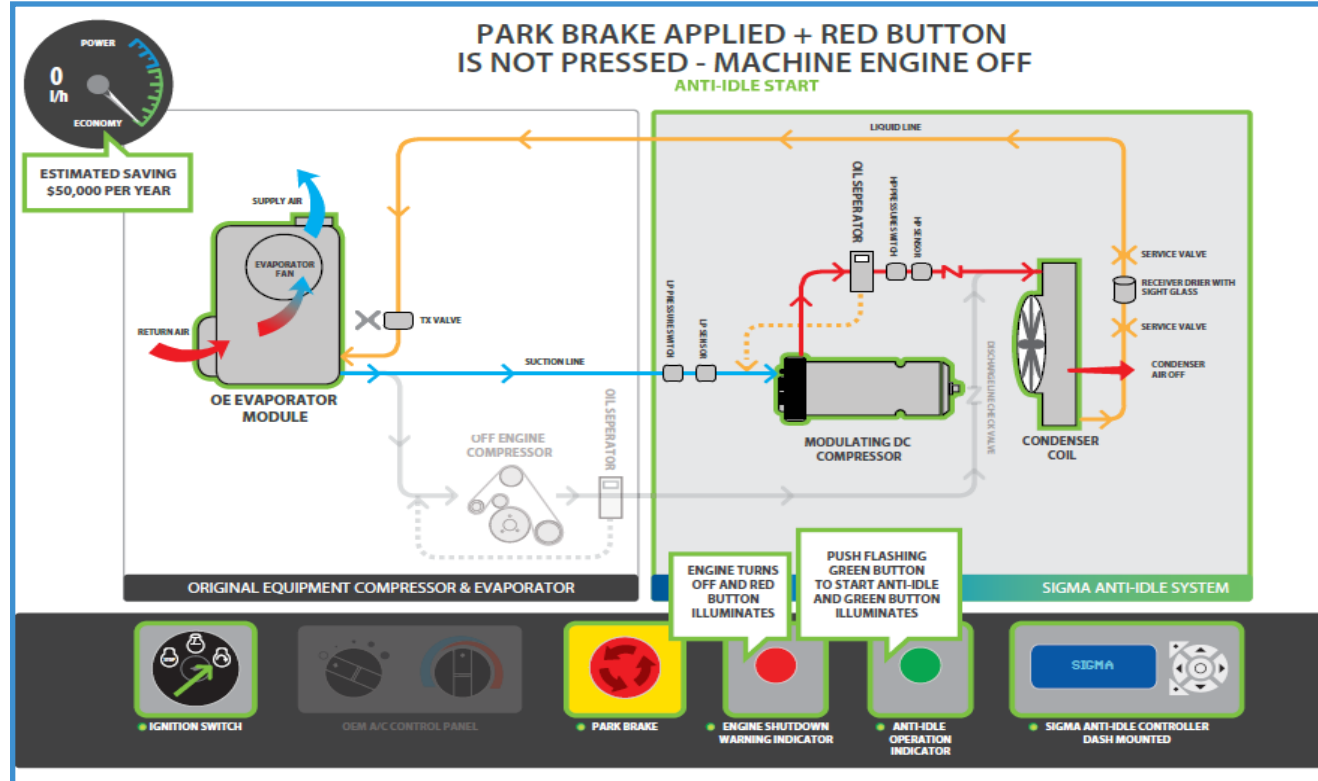 PARK BRAKE APPLIED + RED BUTTON
IS NOT PRESSED - MACHINE ENGINE OFF
ANTI-IDLE START
POWER
0
l/h
ECONOMY
ESTIMATED SAVING
$50,000 PER YEAR
SUPPLY AIR
EVAPORATOR
FAN
RETURN AIR
TX VALVE
OE EVAPORATOR
MODULE
SUCTION LINE
OFF ENGINE
COMPRESSOR
OIL SEPERATOR
LIQUID LINE
LP PRESSURE SWITCH
LP SENSOR
OIL SEPERATOR
HP PRESSURE SWITCH
HP SENSOR
MODULATING DC
COMPRESSOR
DISCHARGE LINE CHECK VALVE
CONDENSER
COIL
SERVICE VALVE
RECEIVER DRIER WITH
SIGHT GLASS
SERVICE VALVE
CONDENSER
AIR OFF
ORIGINAL EQUIPMENT COMPRESSOR & EVAPORATOR
SIGMA ANTI-IDLE SYSTEM
ENGINE TURNS
OFF AND RED
BUTTON
ILLUMINATES
PUSH FLASHING
GREEN BUTTON
TO START ANTI-IDLE
AND GREEN BUTTON
ILLUMINATES
STOP
SIGMA
IGNITION SWITCH
OEM A/C CONTROL PANEL
PARK BRAKE
ENGINE SHUTDOWN
WARNING INDICATOR
ANTI-IDLE
OPERATION
INDICATOR
SIGMA ANTI-IDLE CONTROLLER
DASH MOUNTED